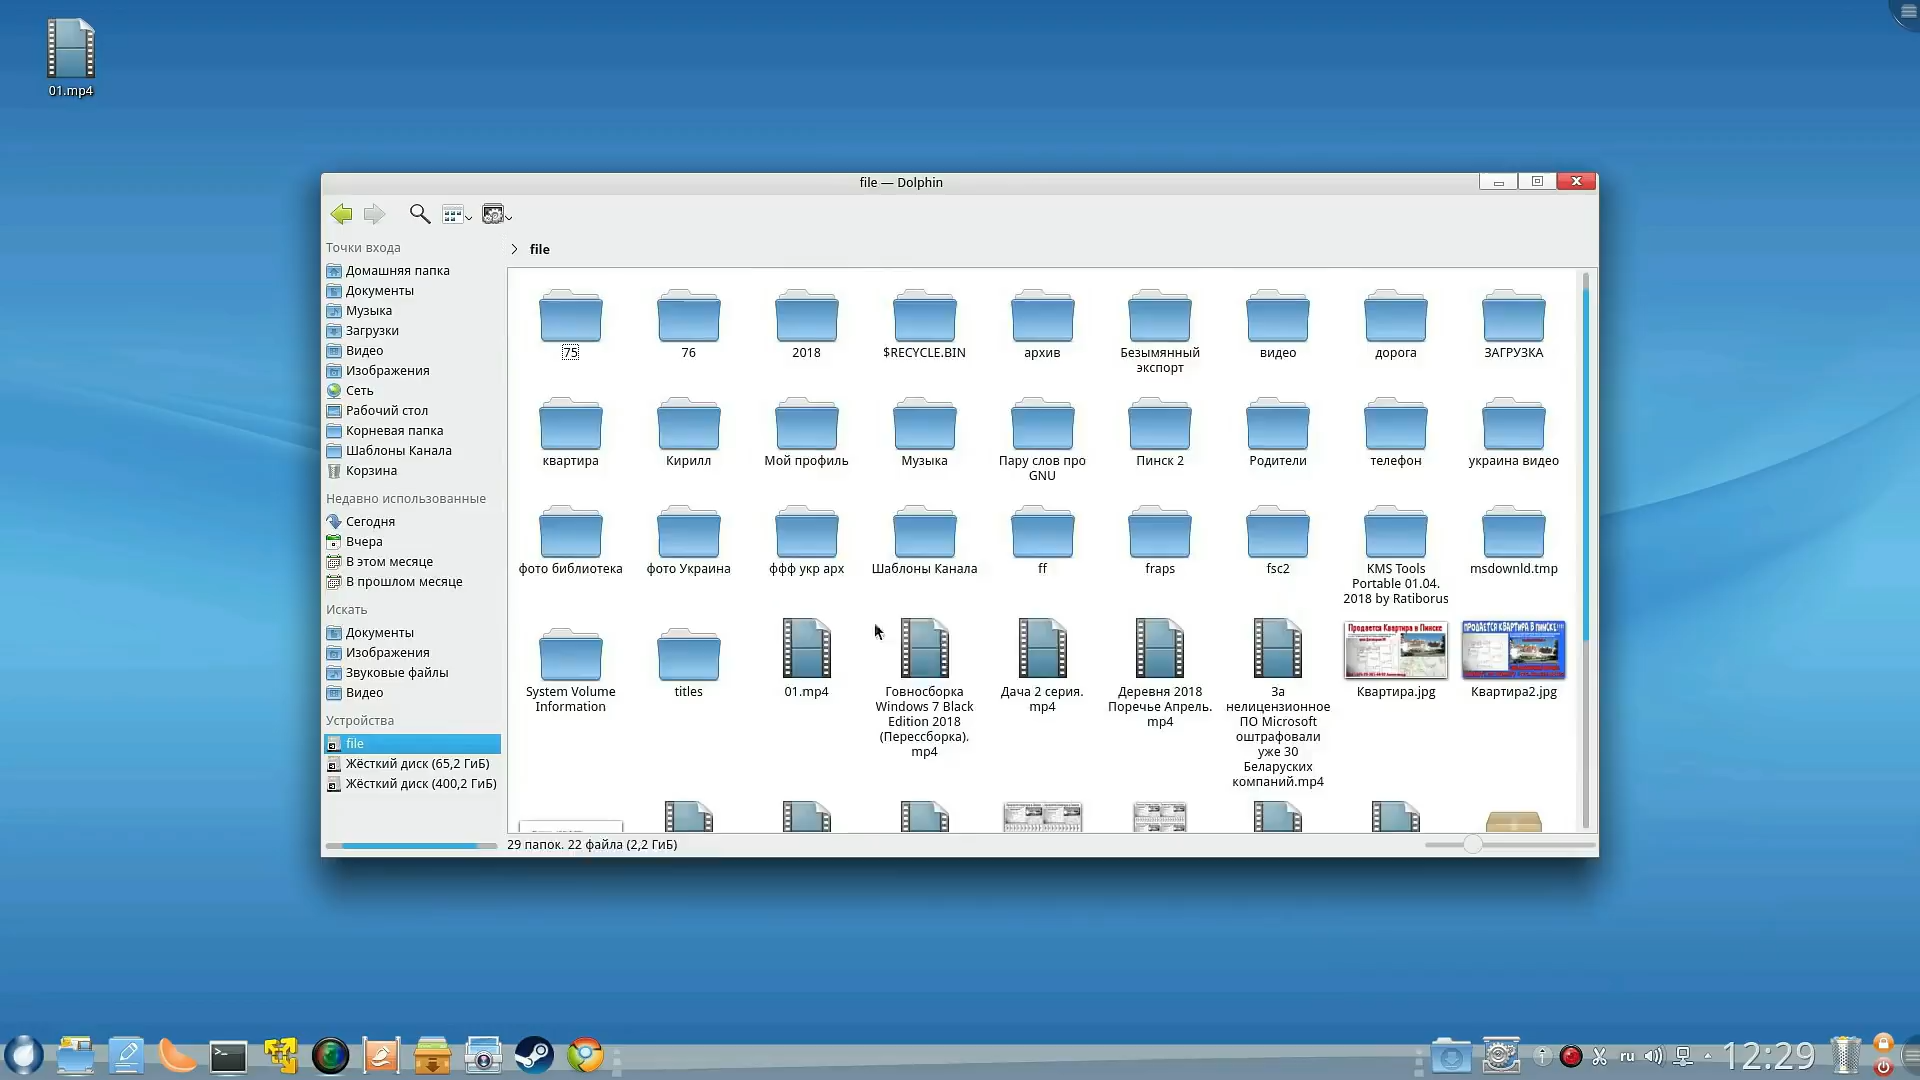 01.mp4
file — Dolphin
Точки входа
Домашняя папка
Документы
Музыка
Загрузки
Видео
Изображения
Сеть
Рабочий стол
Корневая папка
Шаблоны Канала
Корзина
Недавно использованные
Сегодня
Вчера
В этом месяце
В прошлом месяце
Искать
Документы
Изображения
Звуковые файлы
Видео
Устройства
file
Жёсткий диск (65,2 ГиБ)
Жёсткий диск (400,2 ГиБ)
file
75
76
2018
$RECYCLE.BIN
архив
Безымянный
экспорт
видео
дорога
ЗАГРУЗКА
квартира
Кирилл
Мой профиль
Музыка
Пару слов про
GNU
Пинск 2
Родители
телефон
украина видео
фото библиотека
фото Украина
ффф укр арх
Шаблоны Канала
ff
fraps
fsc2
KMS Tools
Portable 01.04.
2018 by Ratiborus
msdownld.tmp
System Volume
Information
titles
01.mp4
Говносборка
Windows 7 Black
Edition 2018
(Перессборка).
mp4
Дача 2 серия.
mp4
Деревня 2018
Поречье Апрель.
mp4
За
нелицензионное
ПО Microsoft
оштрафовали
уже 30
Беларуских
компаний.mp4
Продается Квартира в Пинске
Квартира.jpg
ПРОДАЕТСЯ КВАРТИРА В ПИНСКЕ!!!
Квартира2.jpg
29 папок. 22 файла (2,2 ГиБ)
ru
12:29